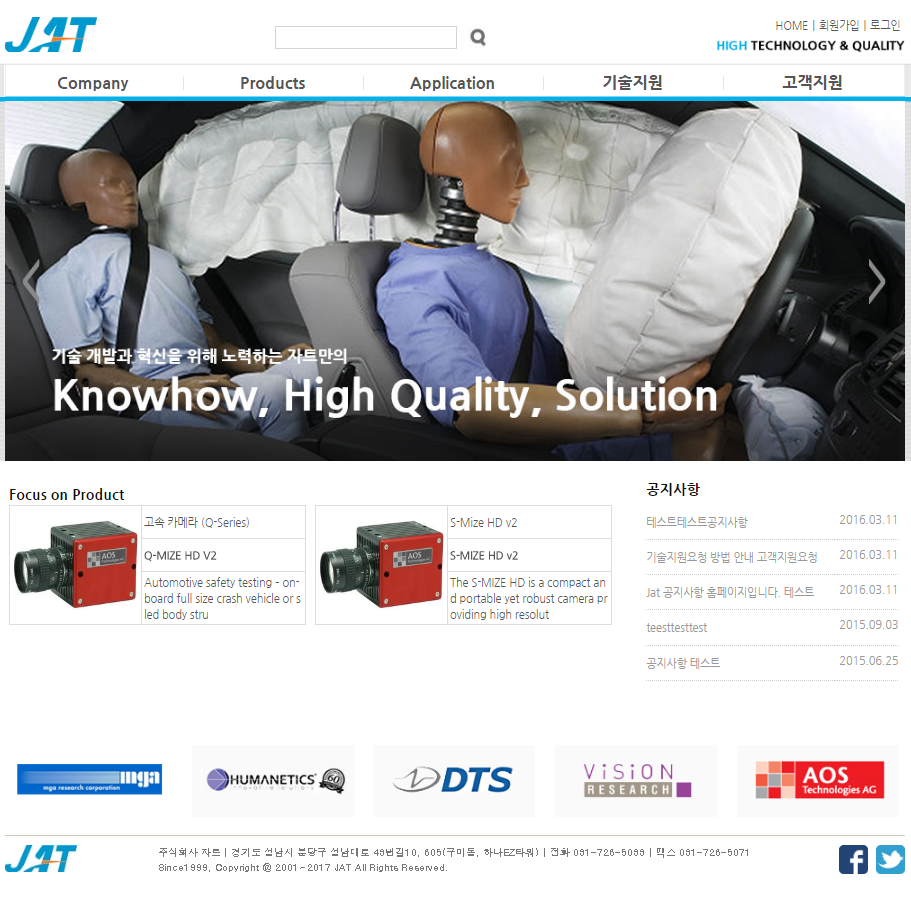 JAT
HOME | 회원가입 | 로그인
HIGH TECHNOLOGY & QUALITY
Company
Products
Application
기술지원
고객지원
기술 개발과 혁신을 위해 노력하는 자트만의
Knowhow, High Quality, Solution
Focus on Product
AOS
고속 카메라 (Q-Series)
Q-MIZE HD V2
Automotive safety testing - on-
board full size crash vehicle or s
led body stru
AOS
S-Mize HD v2
S-MIZE HD v2
The S-MIZE HD is a compact an
d portable yet robust camera pr
oviding high resolut
공지사항
테스트테스트공지사항 2016.03.11
기술지원요청 방법 안내 고객지원요청 2016.03.11
Jat 공지사항 홈페이지입니다. 테스트 2016.03.11
teesttesttest 2015.09.03
공지사항 테스트 2015.06.25
mga
mga research corporation
HUMANETICS
innovative solutions
60
DTS
VISION
RESEARCH
AOS
Technologies AG
JAT
주식회사 자트 | 경기도 성남시 분당구 성남대로 43번길10, 605(구미동, 하나EZ타워) | 전화 031-726-5033 | 팩스 031-726-5071
Since1999, Copyright ⓒ 2001~2017 JAT All Rights Reserved.